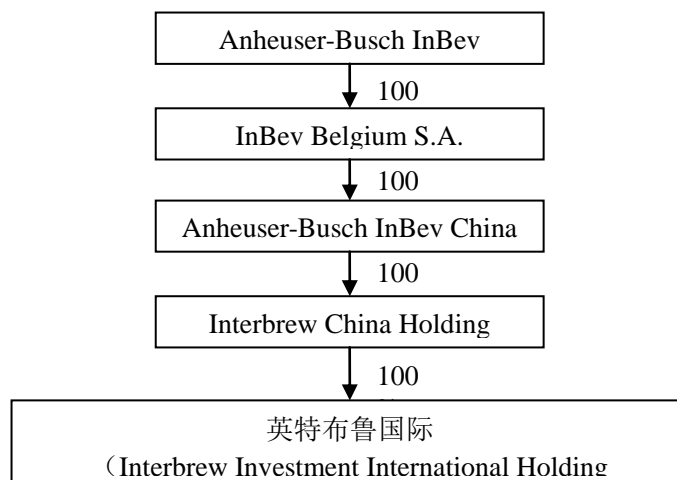 Anheuser-Busch InBev
100
InBev Belgium S.A.
100
Anheuser-Busch InBev China
100
Interbrew China Holding
100
英特布鲁国际
（Interbrew Investment International Holding